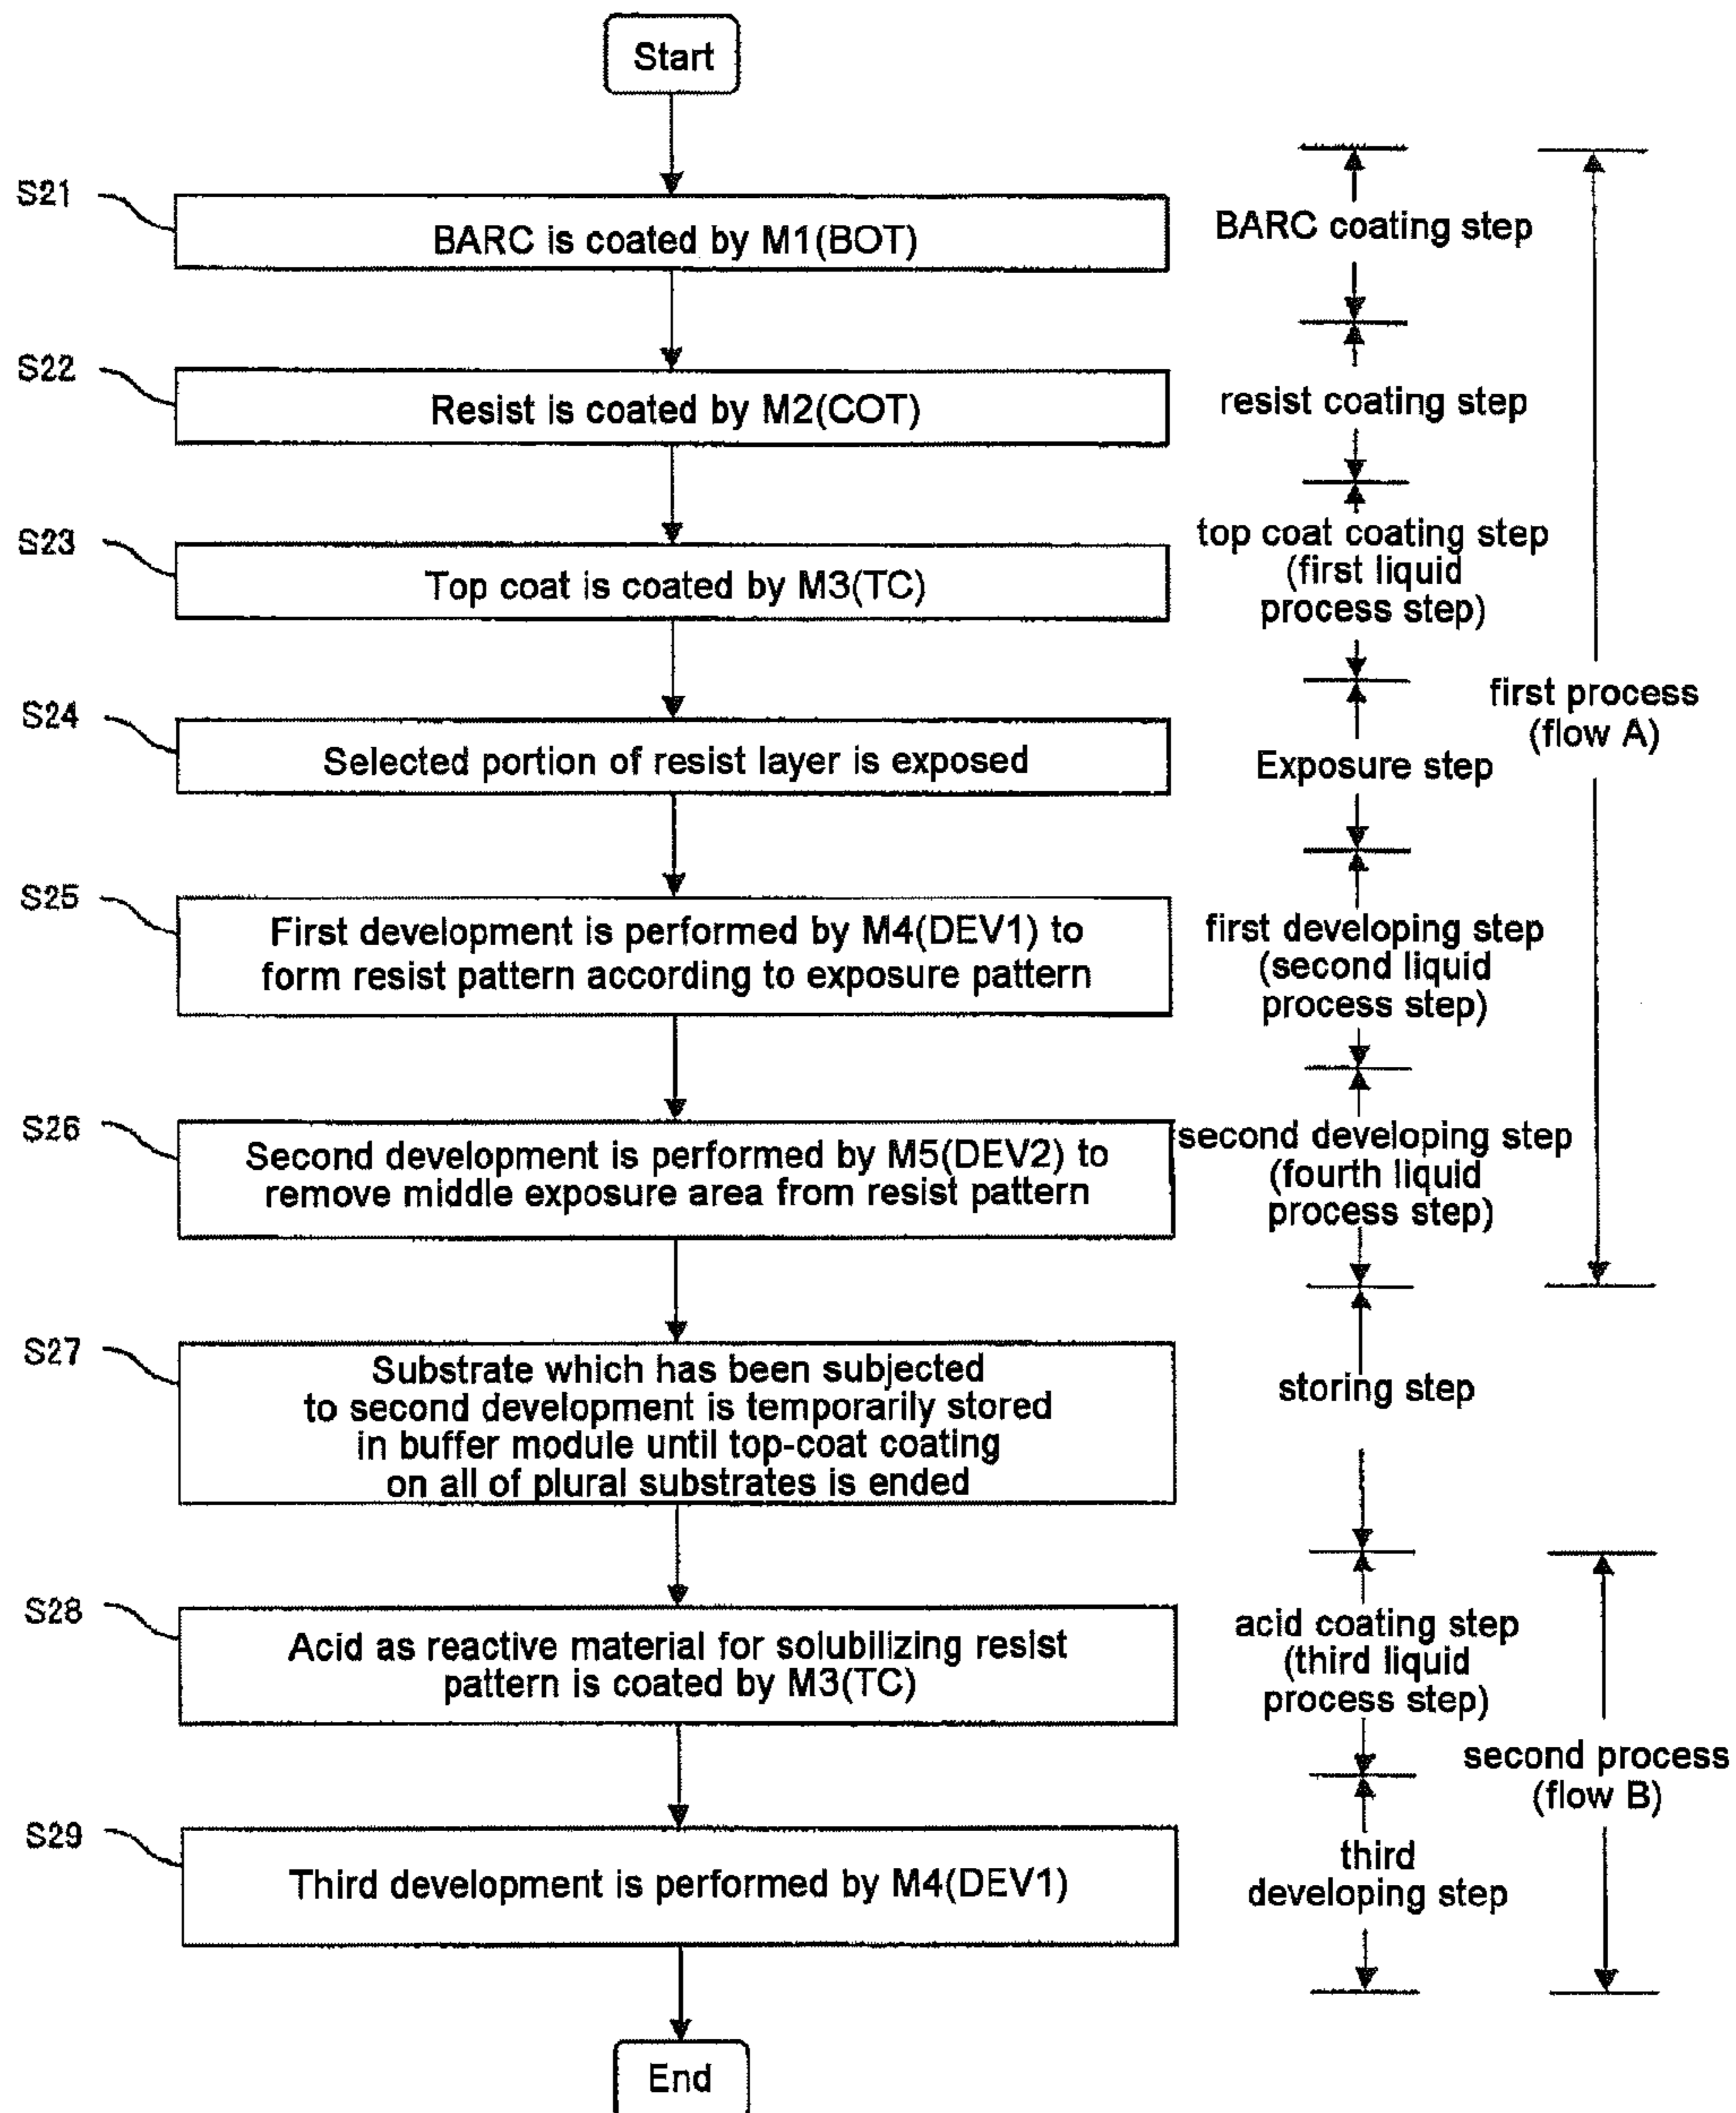 Start
S21
BARC is coated by M1(BOT)
BARC coating step
S22
Resist is coated by M2(COT)
resist coating step
S23
Top coat is coated by M3(TC)
top coat coating step
(first liquid
process step)
S24
Selected portion of resist layer is exposed
Exposure step
first process
(flow A)
S25
First development is performed by M4(DEV1) to
form resist pattern according to exposure pattern
first developing step
(second liquid
process step)
S26
Second development is performed by M5(DEV2) to
remove middle exposure area from resist pattern
second developing step
(fourth liquid
process step)
S27
Substrate which has been subjected
to second development is temporarily stored
in buffer module until top-coat coating
on all of plural substrates is ended
storing step
S28
Acid as reactive material for solubilizing resist
pattern is coated by M3(TC)
acid coating step
(third liquid
process step)
second process
(flow B)
S29
Third development is performed by M4(DEV1)
third
developing step
End